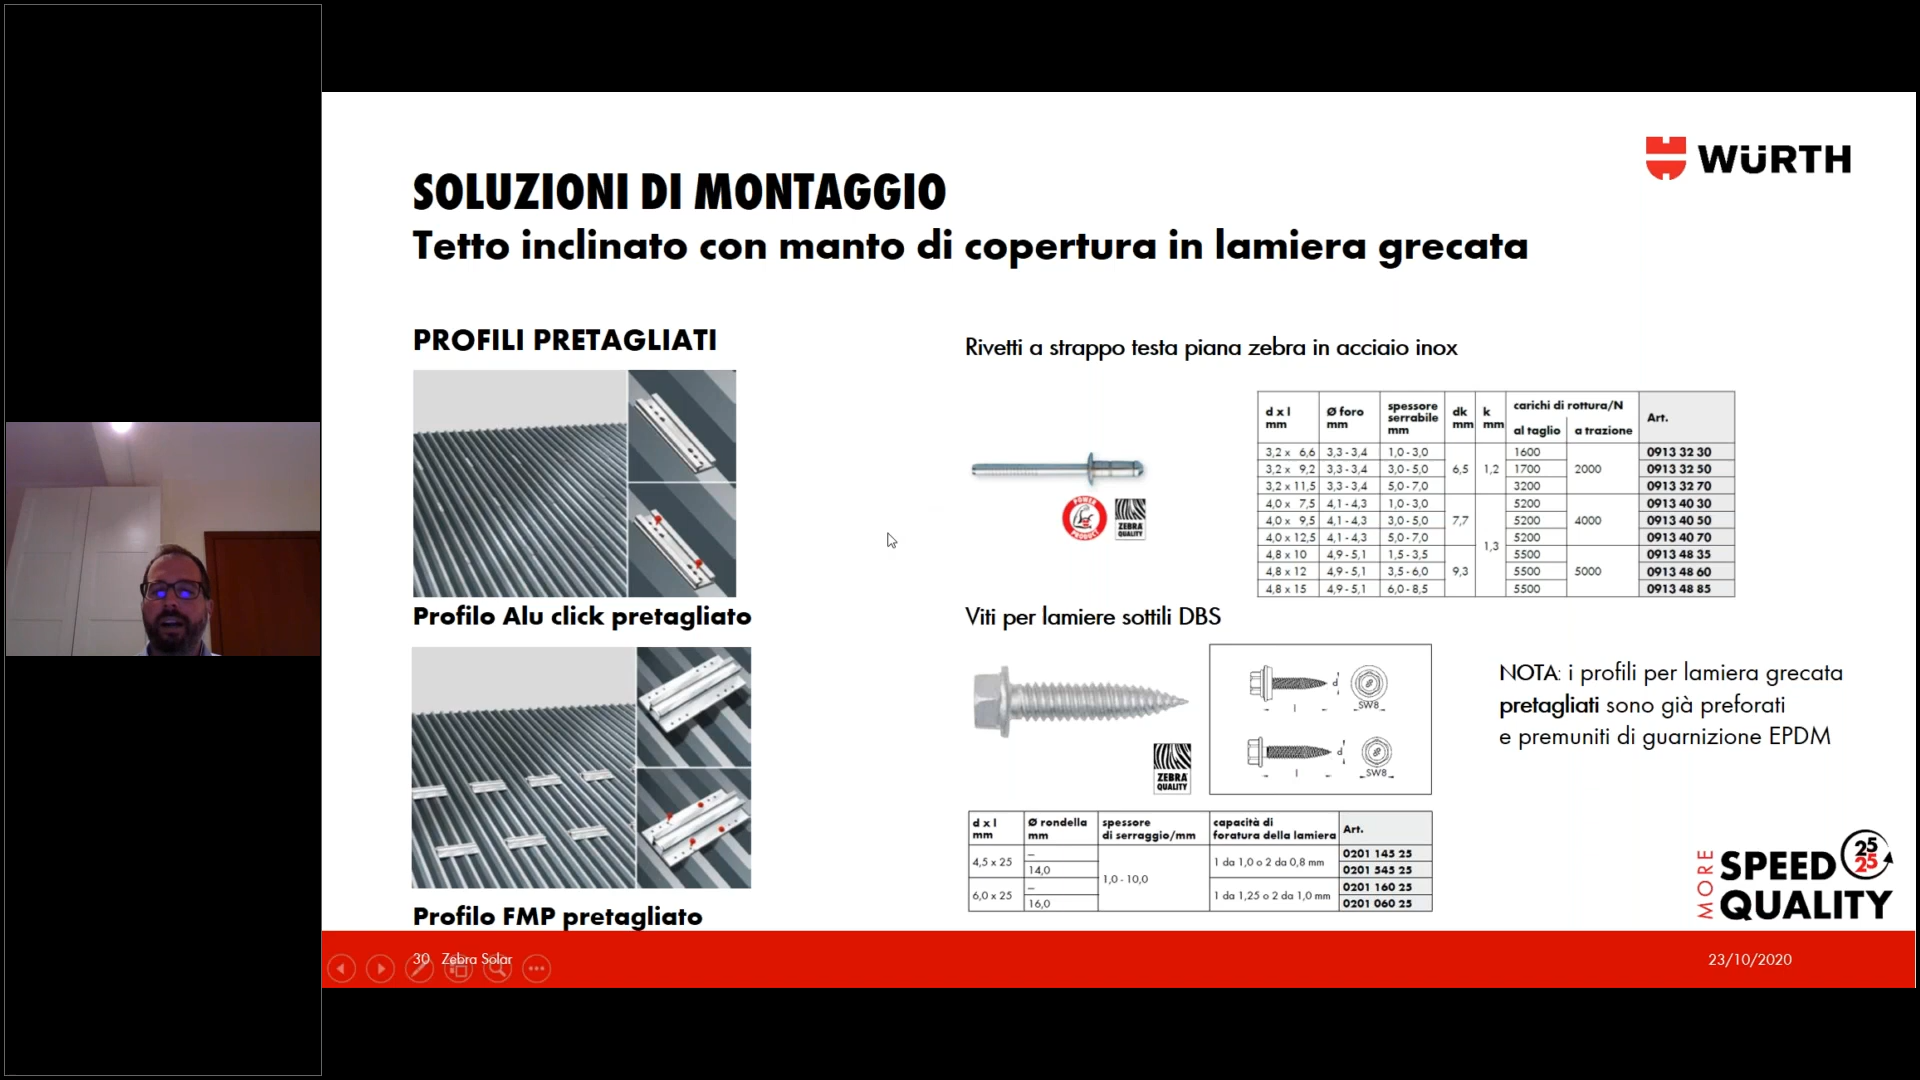 WÜRTH
SOLUZIONI DI MONTAGGIO
Tetto inclinato con manto di copertura in lamiera grecata
PROFILI PRETAGLIATI
Profilo Alu click pretagliato
Profilo FMP pretagliato
Rivetti a strappo testa piana zebra in acciaio inox
POWER PRODUCT
ZEBRA QUALITY
d x l mm | Ø foro mm | spessore serrabile mm | dk mm | k mm | carichi di rottura/N al taglio | a trazione | Art.
3,2 x 6,6 | 3,3 - 3,4 | 1,0 - 3,0 | 6,5 | 1,2 | 1600 | 2000 | 0913 32 30
3,2 x 9,2 | 3,3 - 3,4 | 3,0 - 5,0 | 1700 | 0913 32 50
3,2 x 11,5 | 3,3 - 3,4 | 5,0 - 7,0 | 3200 | 0913 32 70
4,0 x 7,5 | 4,1 - 4,3 | 1,0 - 3,0 | 7,7 | 1,3 | 5200 | 4000 | 0913 40 30
4,0 x 9,5 | 4,1 - 4,3 | 3,0 - 5,0 | 5200 | 0913 40 50
4,0 x 12,5 | 4,1 - 4,3 | 5,0 - 7,0 | 5200 | 0913 40 70
4,8 x 10 | 4,9 - 5,1 | 1,5 - 3,5 | 9,3 | 5500 | 5000 | 0913 48 35
4,8 x 12 | 4,9 - 5,1 | 3,5 - 6,0 | 5500 | 0913 48 60
4,8 x 15 | 4,9 - 5,1 | 6,0 - 8,5 | 5500 | 0913 48 85
Viti per lamiere sottili DBS
ZEBRA QUALITY
d l SW8
d l SW8
d x l mm | Ø rondella mm | spessore di serraggio/mm | capacità di foratura della lamiera | Art.
4,5 x 25 | – | 1,0 - 10,0 | 1 da 1,0 o 2 da 0,8 mm | 0201 145 25
14,0 | 0201 545 25
6,0 x 25 | – | 1 da 1,25 o 2 da 1,0 mm | 0201 160 25
16,0 | 0201 060 25
NOTA: i profili per lamiera grecata
pretagliati sono già preforati
e premuniti di guarnizione EPDM
MORE SPEED 25 25
QUALITY
30 Zebra Solar
23/10/2020